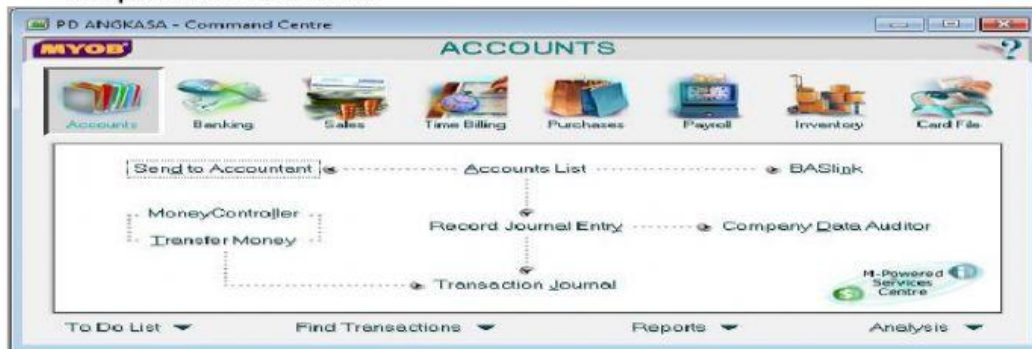 PD ANGKASA - Command Centre
MYOB ACCOUNTS ?
Accounts Banking Sales Time Billing Purchases Payroll Inventory Card File
Send to Accountant Accounts List BASlink
MoneyController
Record Journal Entry Company Data Auditor
Transfer Money
Transaction Journal
M-Powered
Services
Centre
To Do List Find Transactions Reports Analysis